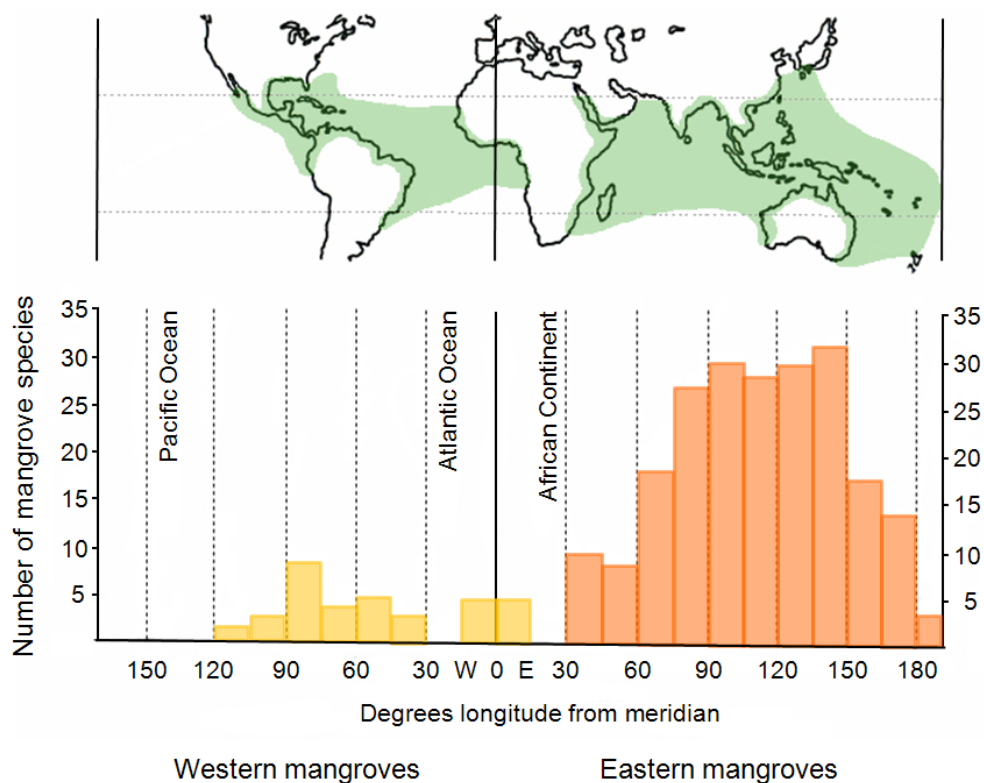 35
30
25
20
15
10
5
Number of mangrove species
Pacific Ocean
Atlantic Ocean
African Continent
35
30
25
20
15
10
5
150 120 90 60 30 W 0 E 30 60 90 120 150 180
Degrees longitude from meridian
Western mangroves Eastern mangroves